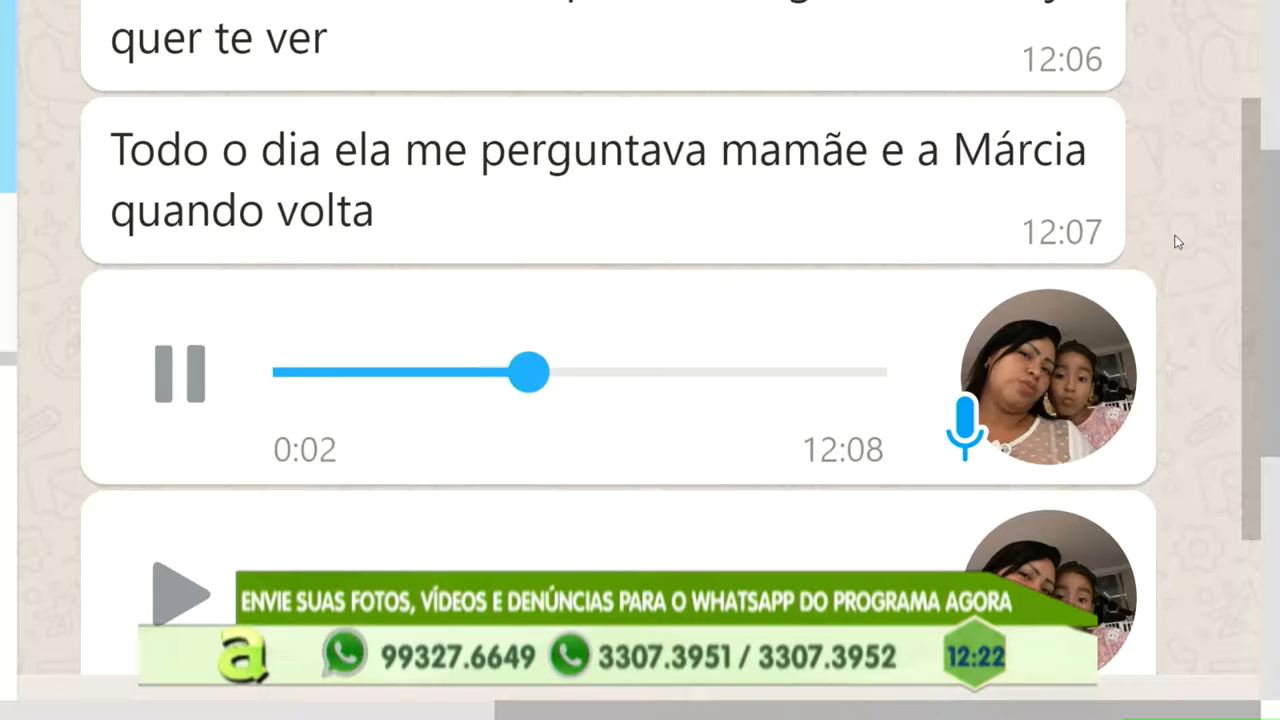 quer te ver
12:06
Todo o dia ela me perguntava mamãe e a Márcia
quando volta
12:07
0:02
12:08
ENVIE SUAS FOTOS, VÍDEOS E DENÚNCIAS PARA O WHATSAPP DO PROGRAMA AGORA
a
99327.6649
3307.3951 / 3307.3952
12:22